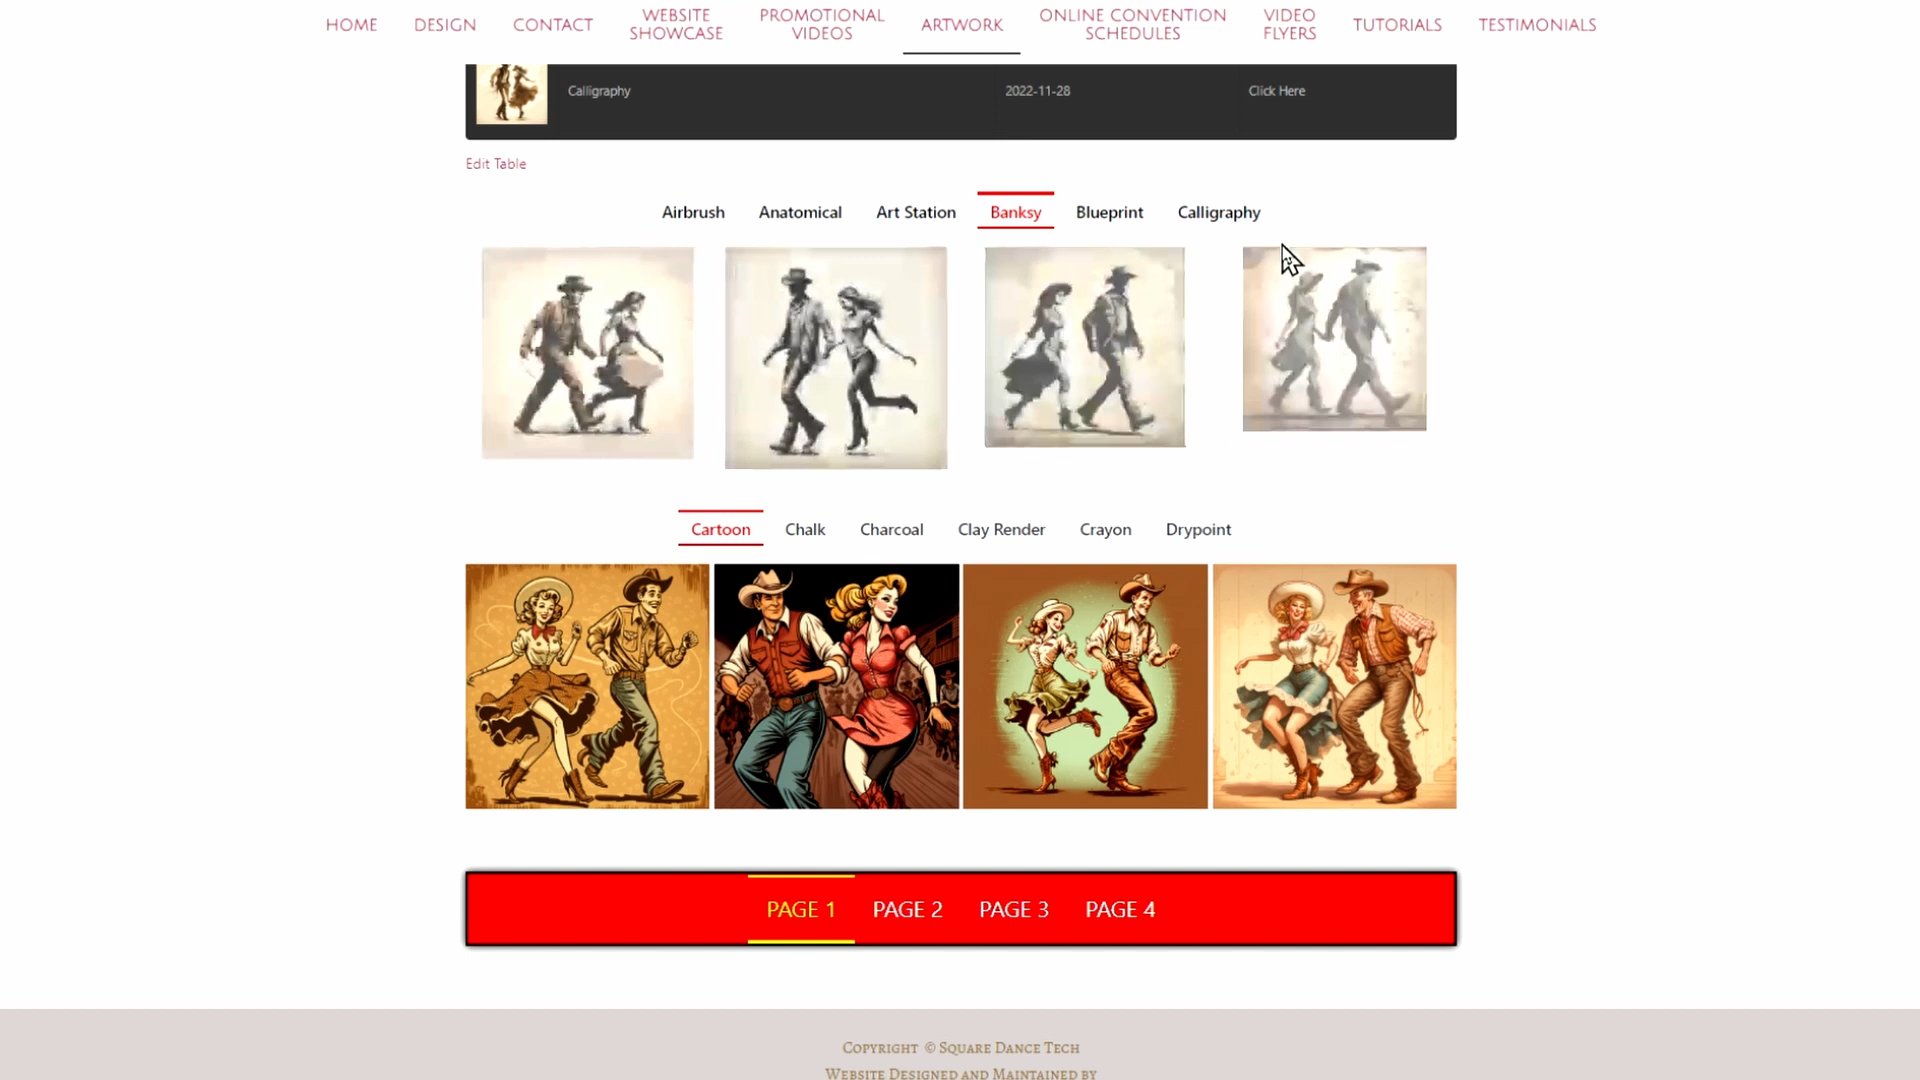 HOME
DESIGN
CONTACT
WEBSITE
SHOWCASE
PROMOTIONAL
VIDEOS
ARTWORK
ONLINE CONVENTION
SCHEDULES
VIDEO
FLYERS
TUTORIALS
TESTIMONIALS
Calligraphy 2022-11-28 Click Here
Edit Table
Airbrush Anatomical Art Station Banksy Blueprint Calligraphy
Cartoon Chalk Charcoal Clay Render Crayon Drypoint
PAGE 1 PAGE 2 PAGE 3 PAGE 4
Copyright © Square Dance Tech
Website Designed and Maintained by